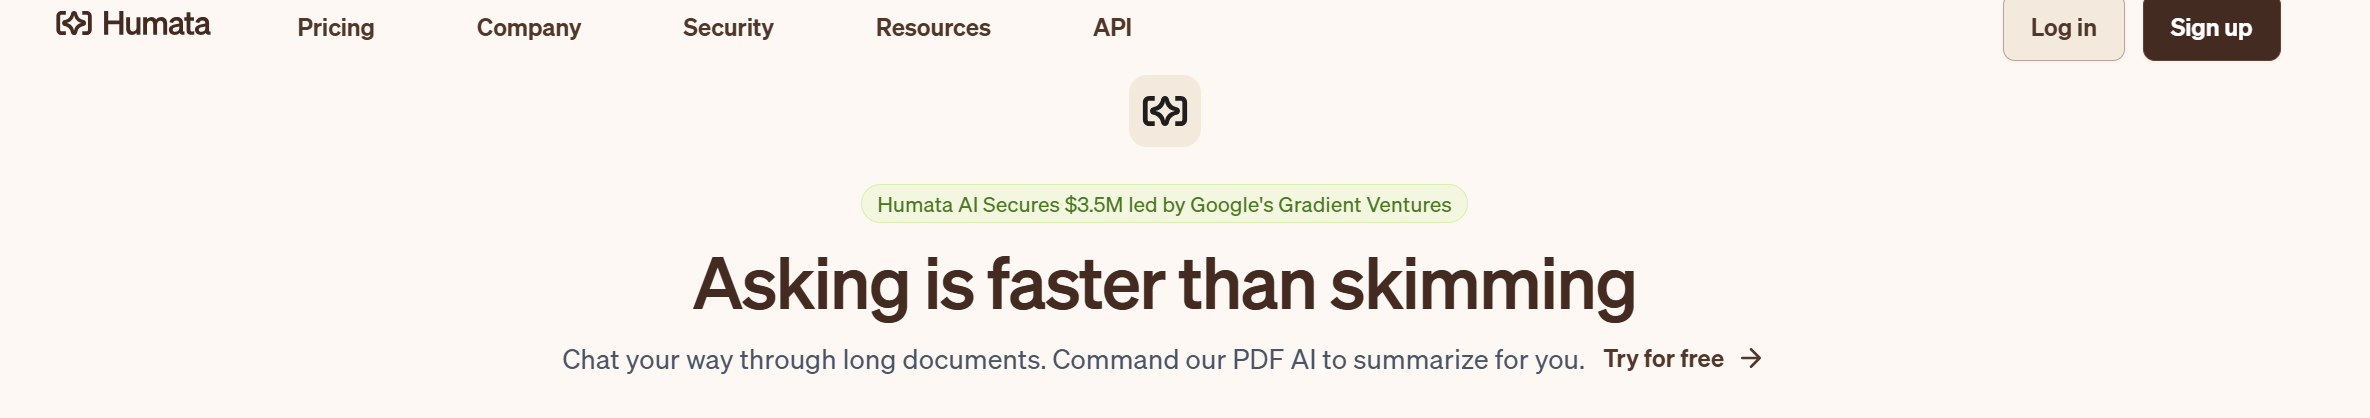 Humata Pricing Company Security Resources API Log in Sign up
Humata AI Secures $3.5M led by Google's Gradient Ventures
Asking is faster than skimming
Chat your way through long documents. Command our PDF AI to summarize for you. Try for free →